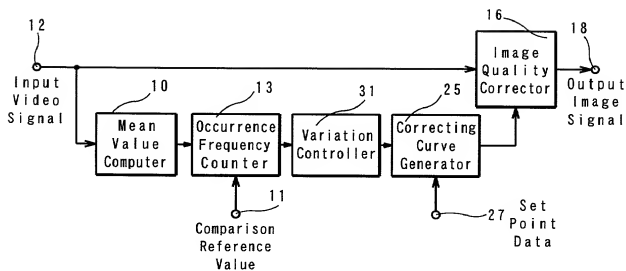 12
Input
Video
Signal
10
Mean
Value
Computer
13
Occurrence
Frequency
Counter
11
Comparison
Reference
Value
31
Variation
Controller
25
Correcting
Curve
Generator
27
Set
Point
Data
16
Image
Quality
Corrector
18
Output
Image
Signal